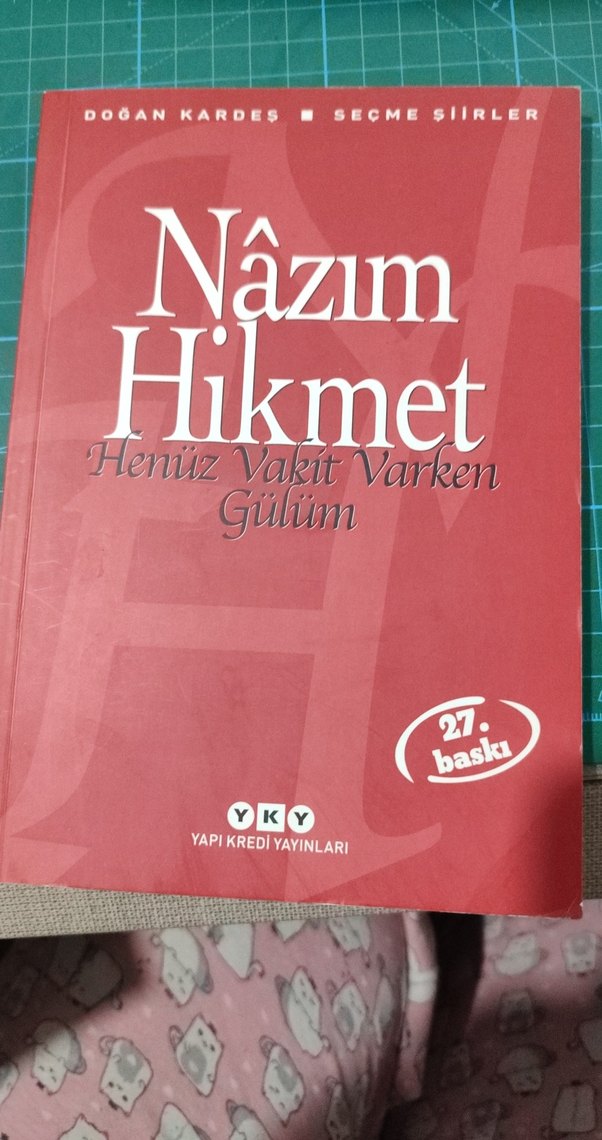 DOĞAN KARDEŞ ■ SEÇME ŞİİRLER
Nâzım
Hikmet
Henüz Vakit Varken
Gülüm
27.
baskı
YKY
YAPI KREDİ YAYINLARI